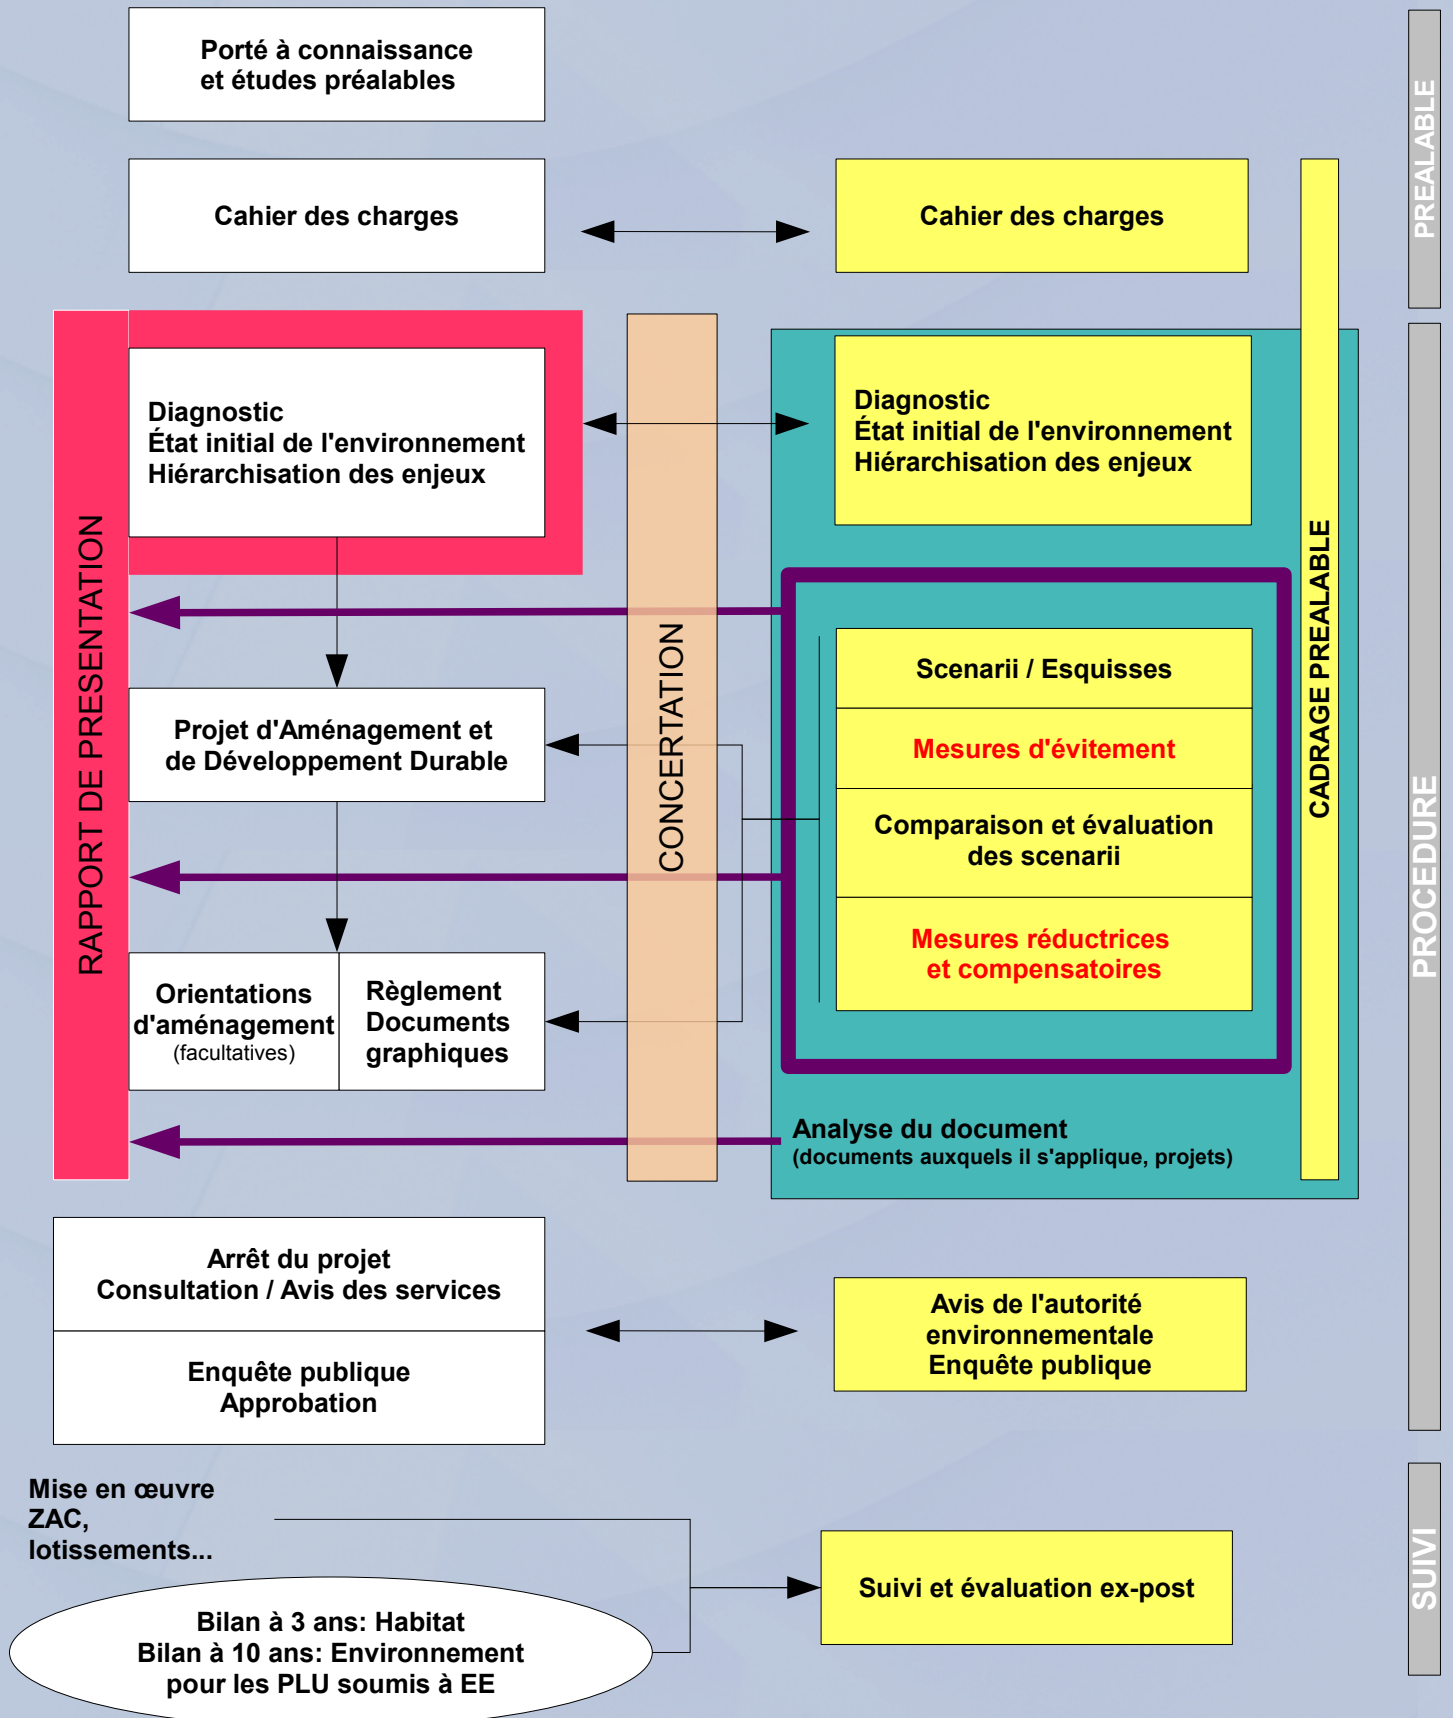 Porté à connaissance
et études préalables
PREALABLE
Cahier des charges
Cahier des charges
RAPPORT DE PRESENTATION
Diagnostic
État initial de l'environnement
Hiérarchisation des enjeux
CONCERTATION
Diagnostic
État initial de l'environnement
Hiérarchisation des enjeux
CADRAGE PREALABLE
PROCEDURE
Projet d'Aménagement et
de Développement Durable
Scenarii / Esquisses
Mesures d'évitement
Comparaison et évaluation
des scenarii
Mesures réductrices
et compensatoires
Orientations
d'aménagement
(facultatives)
Règlement
Documents
graphiques
Analyse du document
(documents auxquels il s'applique, projets)
Arrêt du projet
Consultation / Avis des services
Enquête publique
Approbation
Avis de l'autorité
environnementale
Enquête publique
Mise en œuvre
ZAC,
lotissements...
Suivi et évaluation ex-post
SUIVI
Bilan à 3 ans: Habitat
Bilan à 10 ans: Environnement
pour les PLU soumis à EE